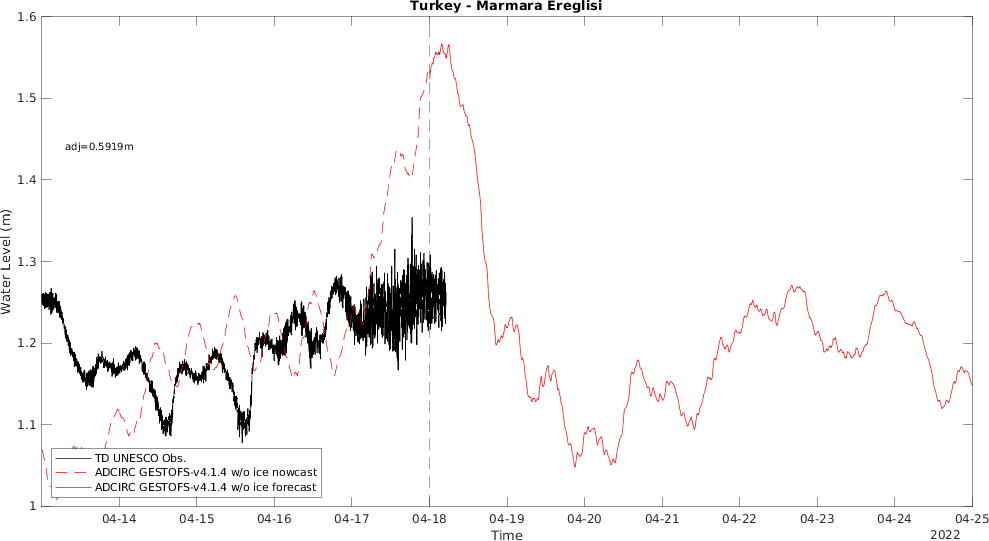 Turkey - Marmara Ereglisi
1.6
1.5
1.4
1.3
1.2
1.1
1
Water Level (m)
adj=0.5919m
TD UNESCO Obs.
ADCIRC GESTOFS-v4.1.4 w/o ice nowcast
ADCIRC GESTOFS-v4.1.4 w/o ice forecast
04-14 04-15 04-16 04-17 04-18 04-19 04-20 04-21 04-22 04-23 04-24 04-25
Time
2022